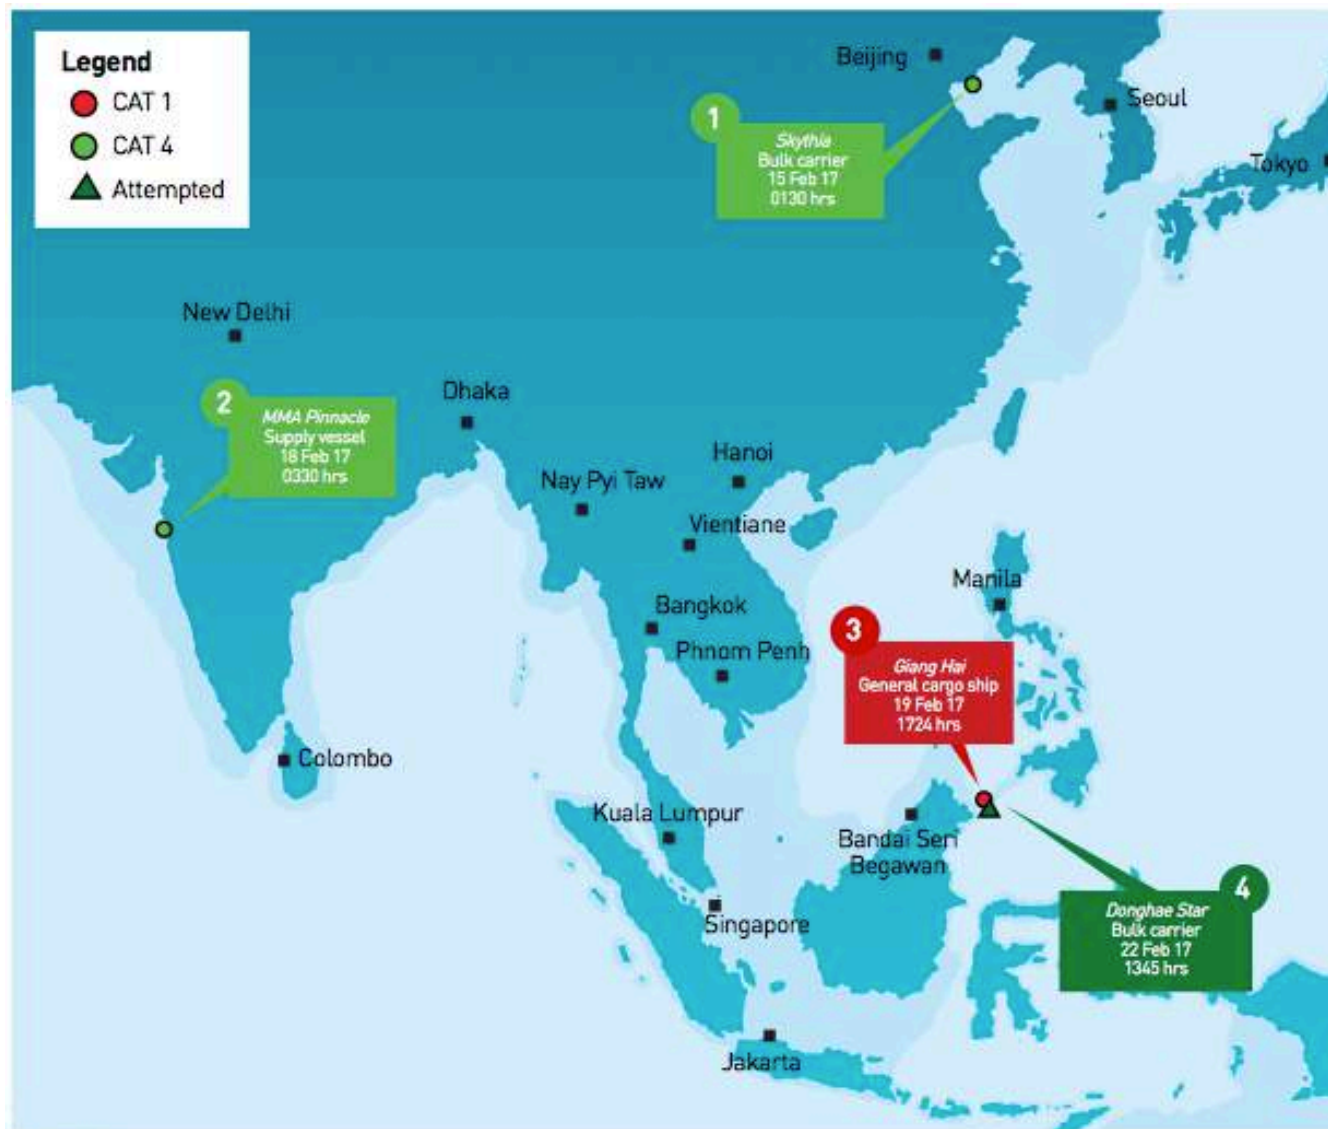 Legend
CAT 1
CAT 4
Attempted
Beijing
Seoul
Tokyo
1
Skythia
Bulk carrier
15 Feb 17
0130 hrs
New Delhi
2
MMA Pinnacle
Supply vessel
18 Feb 17
0330 hrs
Dhaka
Hanoi
Nay Pyi Taw
Vientiane
Manila
Bangkok
Phnom Penh
3
Giang Hai
General cargo ship
19 Feb 17
1724 hrs
Colombo
Kuala Lumpur
Bandai Seri
Begawan
Singapore
4
Donghae Star
Bulk carrier
22 Feb 17
1345 hrs
Jakarta